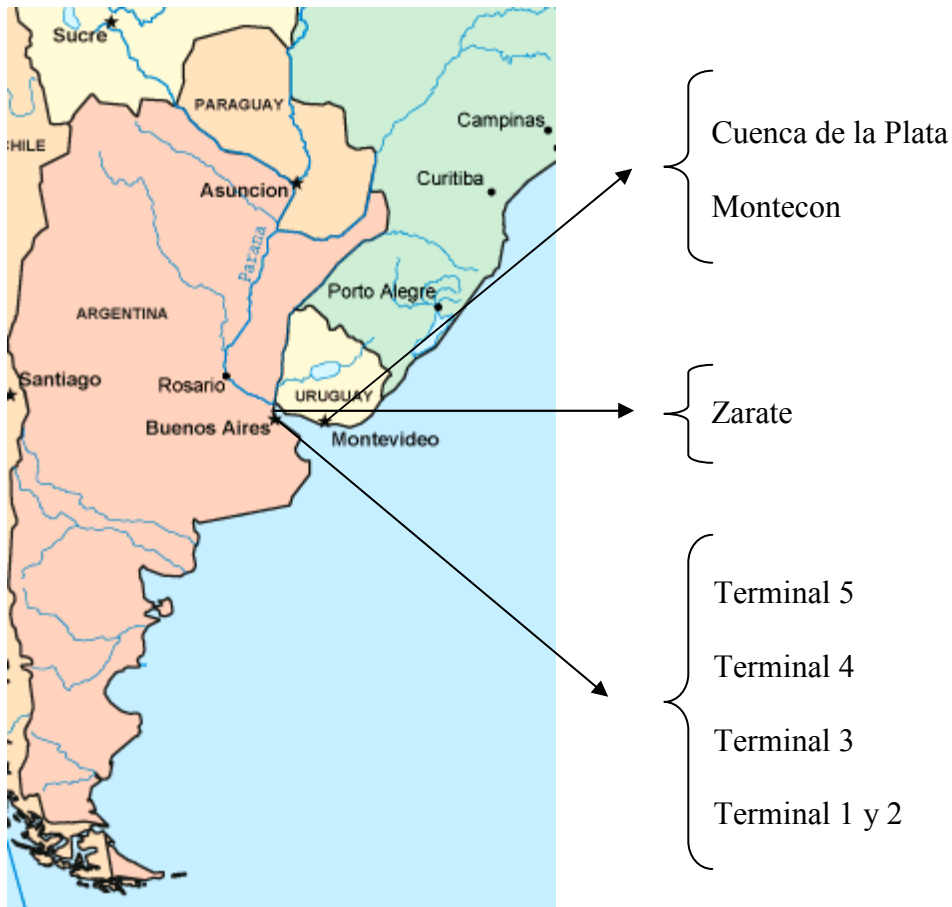 Sucre
PARAGUAY
Campinas
CHILE
Asuncion
Curitiba
Parana
Porto Alegre
ARGENTINA
Santiago
Rosario
URUGUAY
Buenos Aires
Montevideo
Cuenca de la Plata
Montecon
Zarate
Terminal 5
Terminal 4
Terminal 3
Terminal 1 y 2